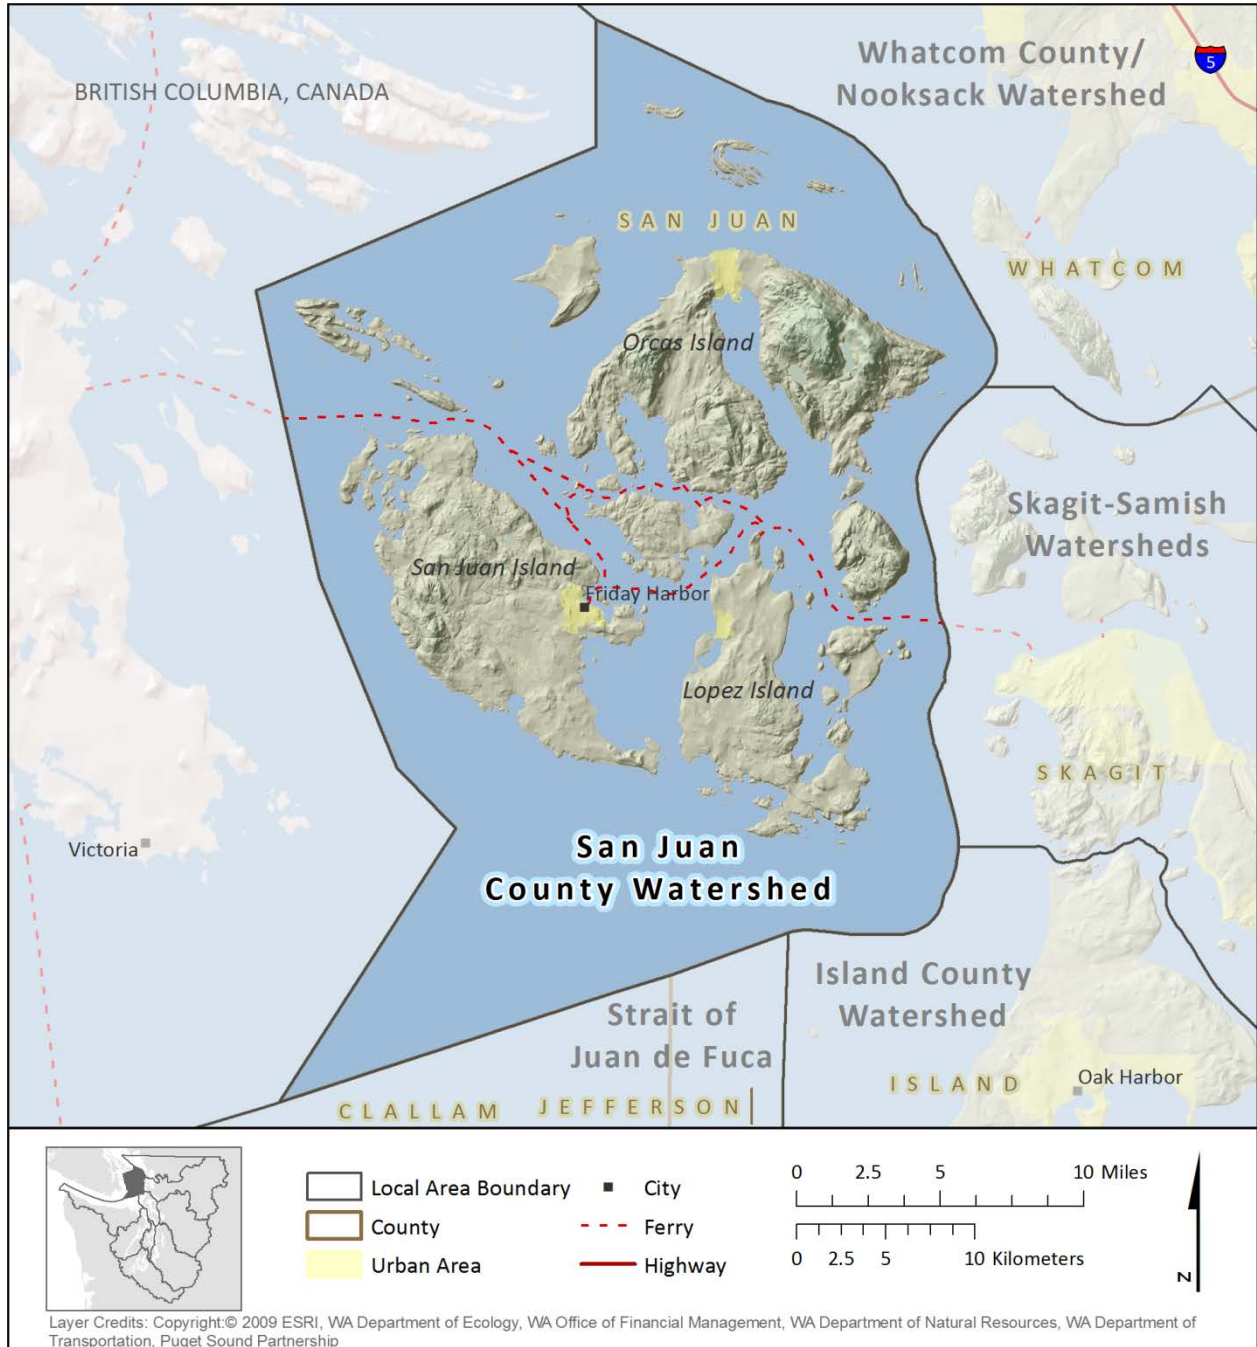 BRITISH COLUMBIA, CANADA
Whatcom County/
Nooksack Watershed
5
SAN JUAN
WHATCOM
Orcas Island
Skagit-Samish
Watersheds
San Juan Island
Friday Harbor
Lopez Island
SKAGIT
Victoria
San Juan
County Watershed
Island County
Watershed
Strait of
Juan de Fuca
ISLAND
Oak Harbor
CLALLAM
JEFFERSON
Local Area Boundary
County
Urban Area
City
Ferry
Highway
0 2.5 5 10 Miles
0 2.5 5 10 Kilometers
N
Layer Credits: Copyright:© 2009 ESRI, WA Department of Ecology, WA Office of Financial Management, WA Department of Natural Resources, WA Department of
Transportation, Puget Sound Partnership